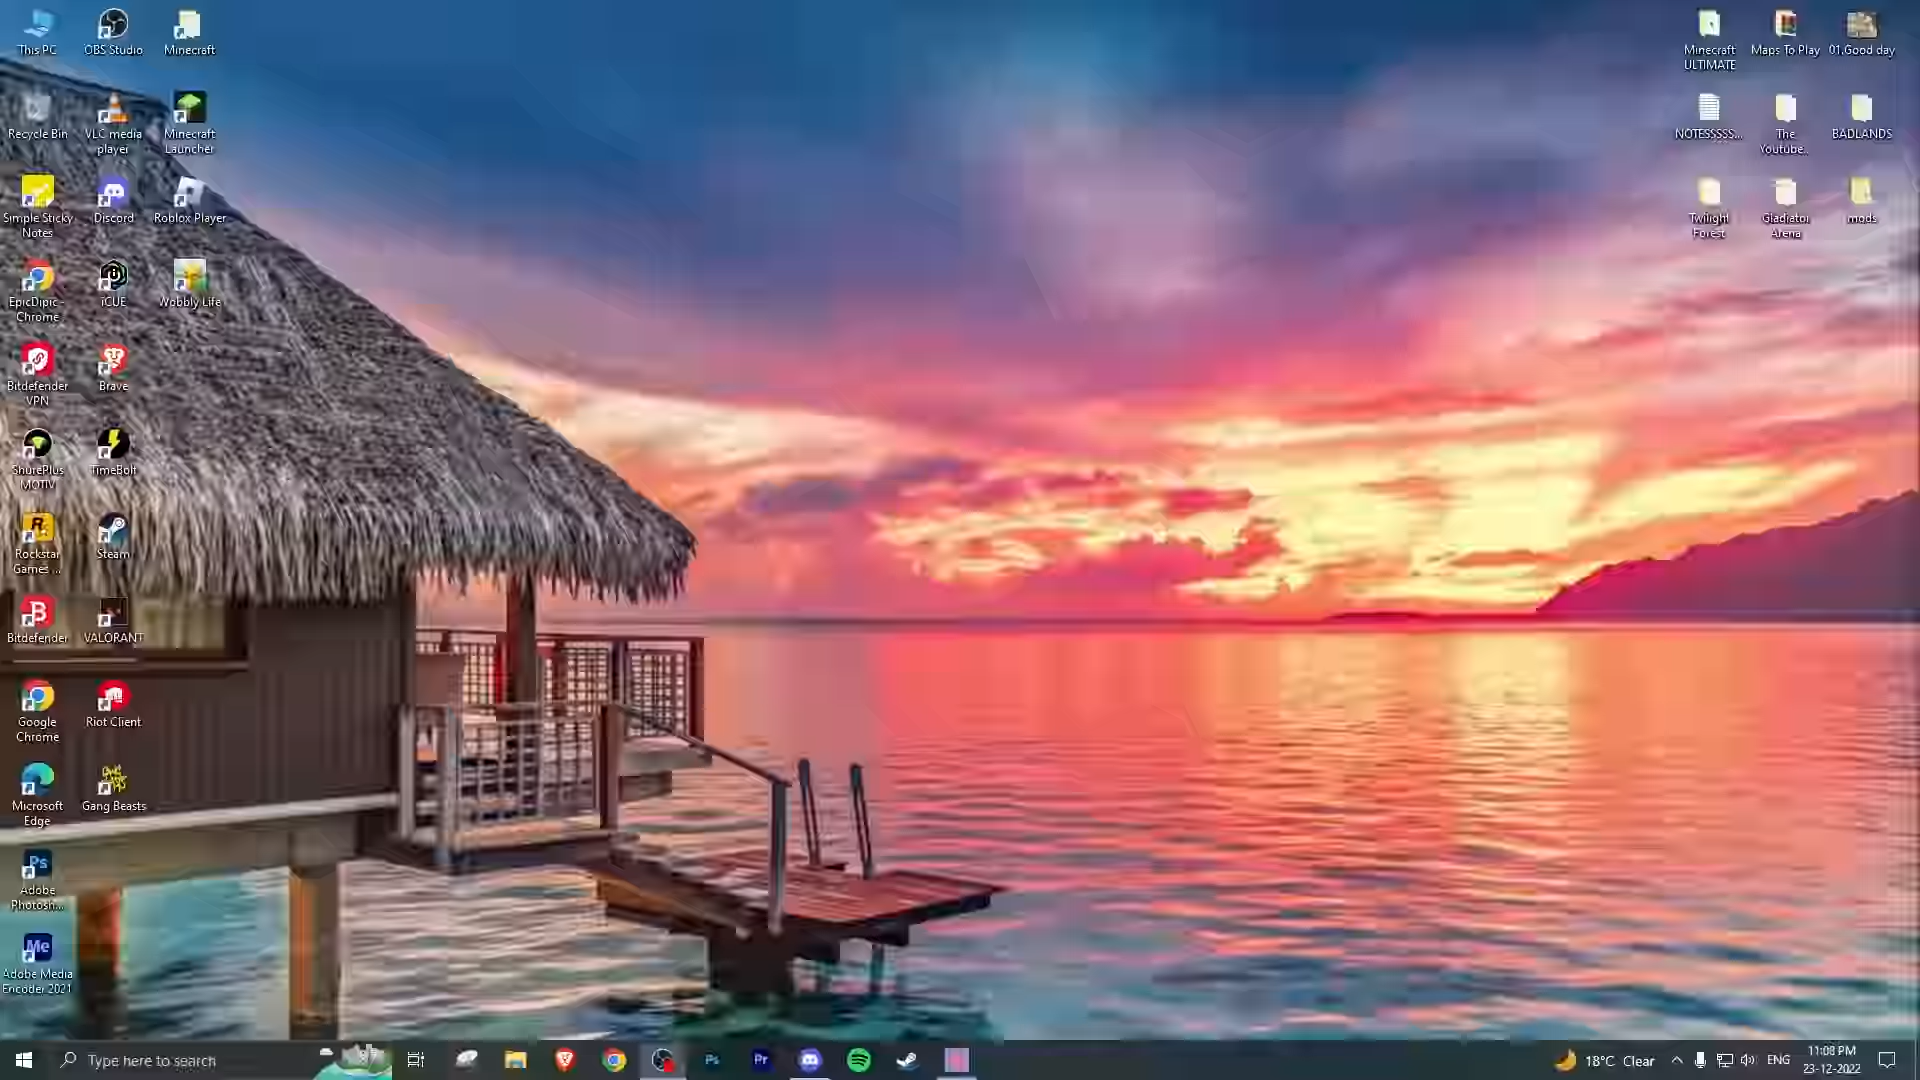 This PC
OBS Studio
Minecraft
Recycle Bin
VLC media
player
Minecraft
Launcher
Simple Sticky
Notes
Discord
Roblox Player
EpicDipic -
Chrome
iCUE
Wobbly Life
Bitdefender
VPN
Brave
ShurePlus
MOTIV
TimeBolt
Rockstar
Games ...
Steam
Bitdefender
VALORANT
Google
Chrome
Riot Client
Microsoft
Edge
Gang Beasts
Adobe
Photosh...
Adobe Media
Encoder 2021
Minecraft
ULTIMATE
Maps To Play
01.Good day
NOTESSSSS...
The
Youtube..
BADLANDS
Twilight
Forest
Gladiator
Arena
mods
Type here to search
18°C Clear
ENG
11:08 PM
23-12-2022